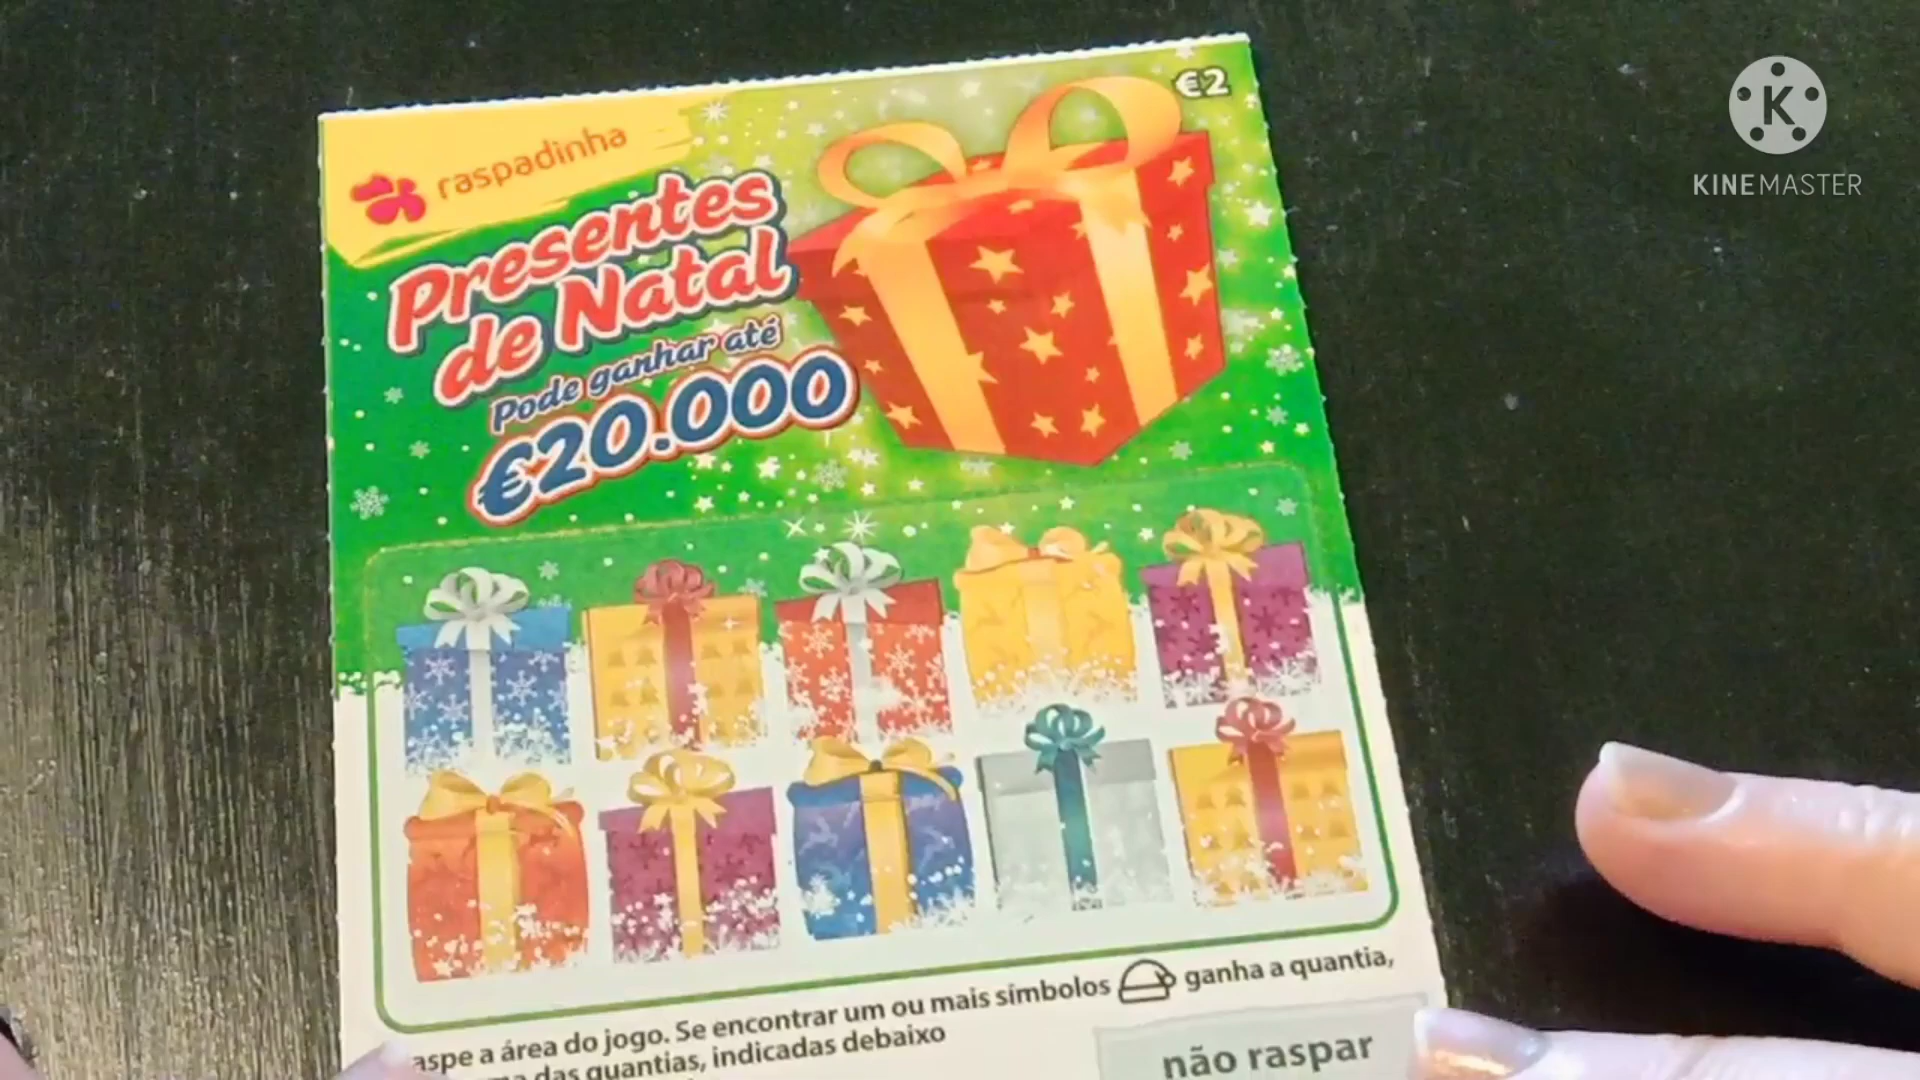 €2
K
KINEMASTER
raspadinha
Presentes
de Natal
Pode ganhar até
€20.000
aspe a área do jogo. Se encontrar um ou mais símbolos ganha a quantia,
das quantias, indicadas debaixo
não raspar